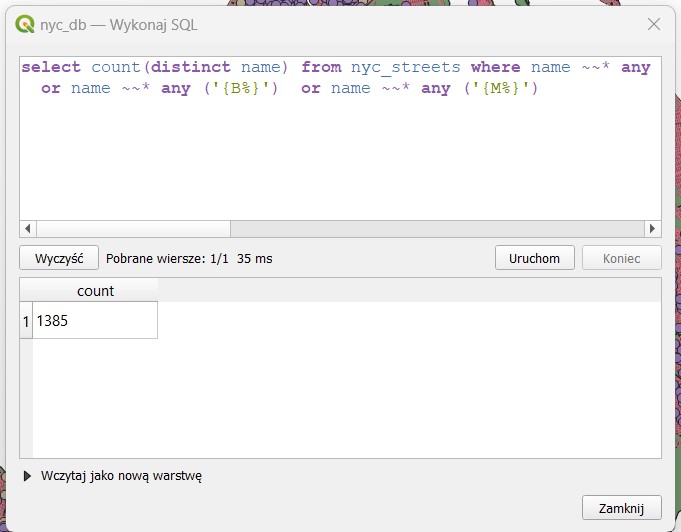 nyc_db — Wykonaj SQL
select count(distinct name) from nyc_streets where name ~~* any
or name ~~* any ('{B%}')  or name ~~* any ('{M%}')
Wyczyść Pobrane wiersze: 1/1 35 ms Uruchom Koniec
count
1 1385
Wczytaj jako nową warstwę
Zamknij